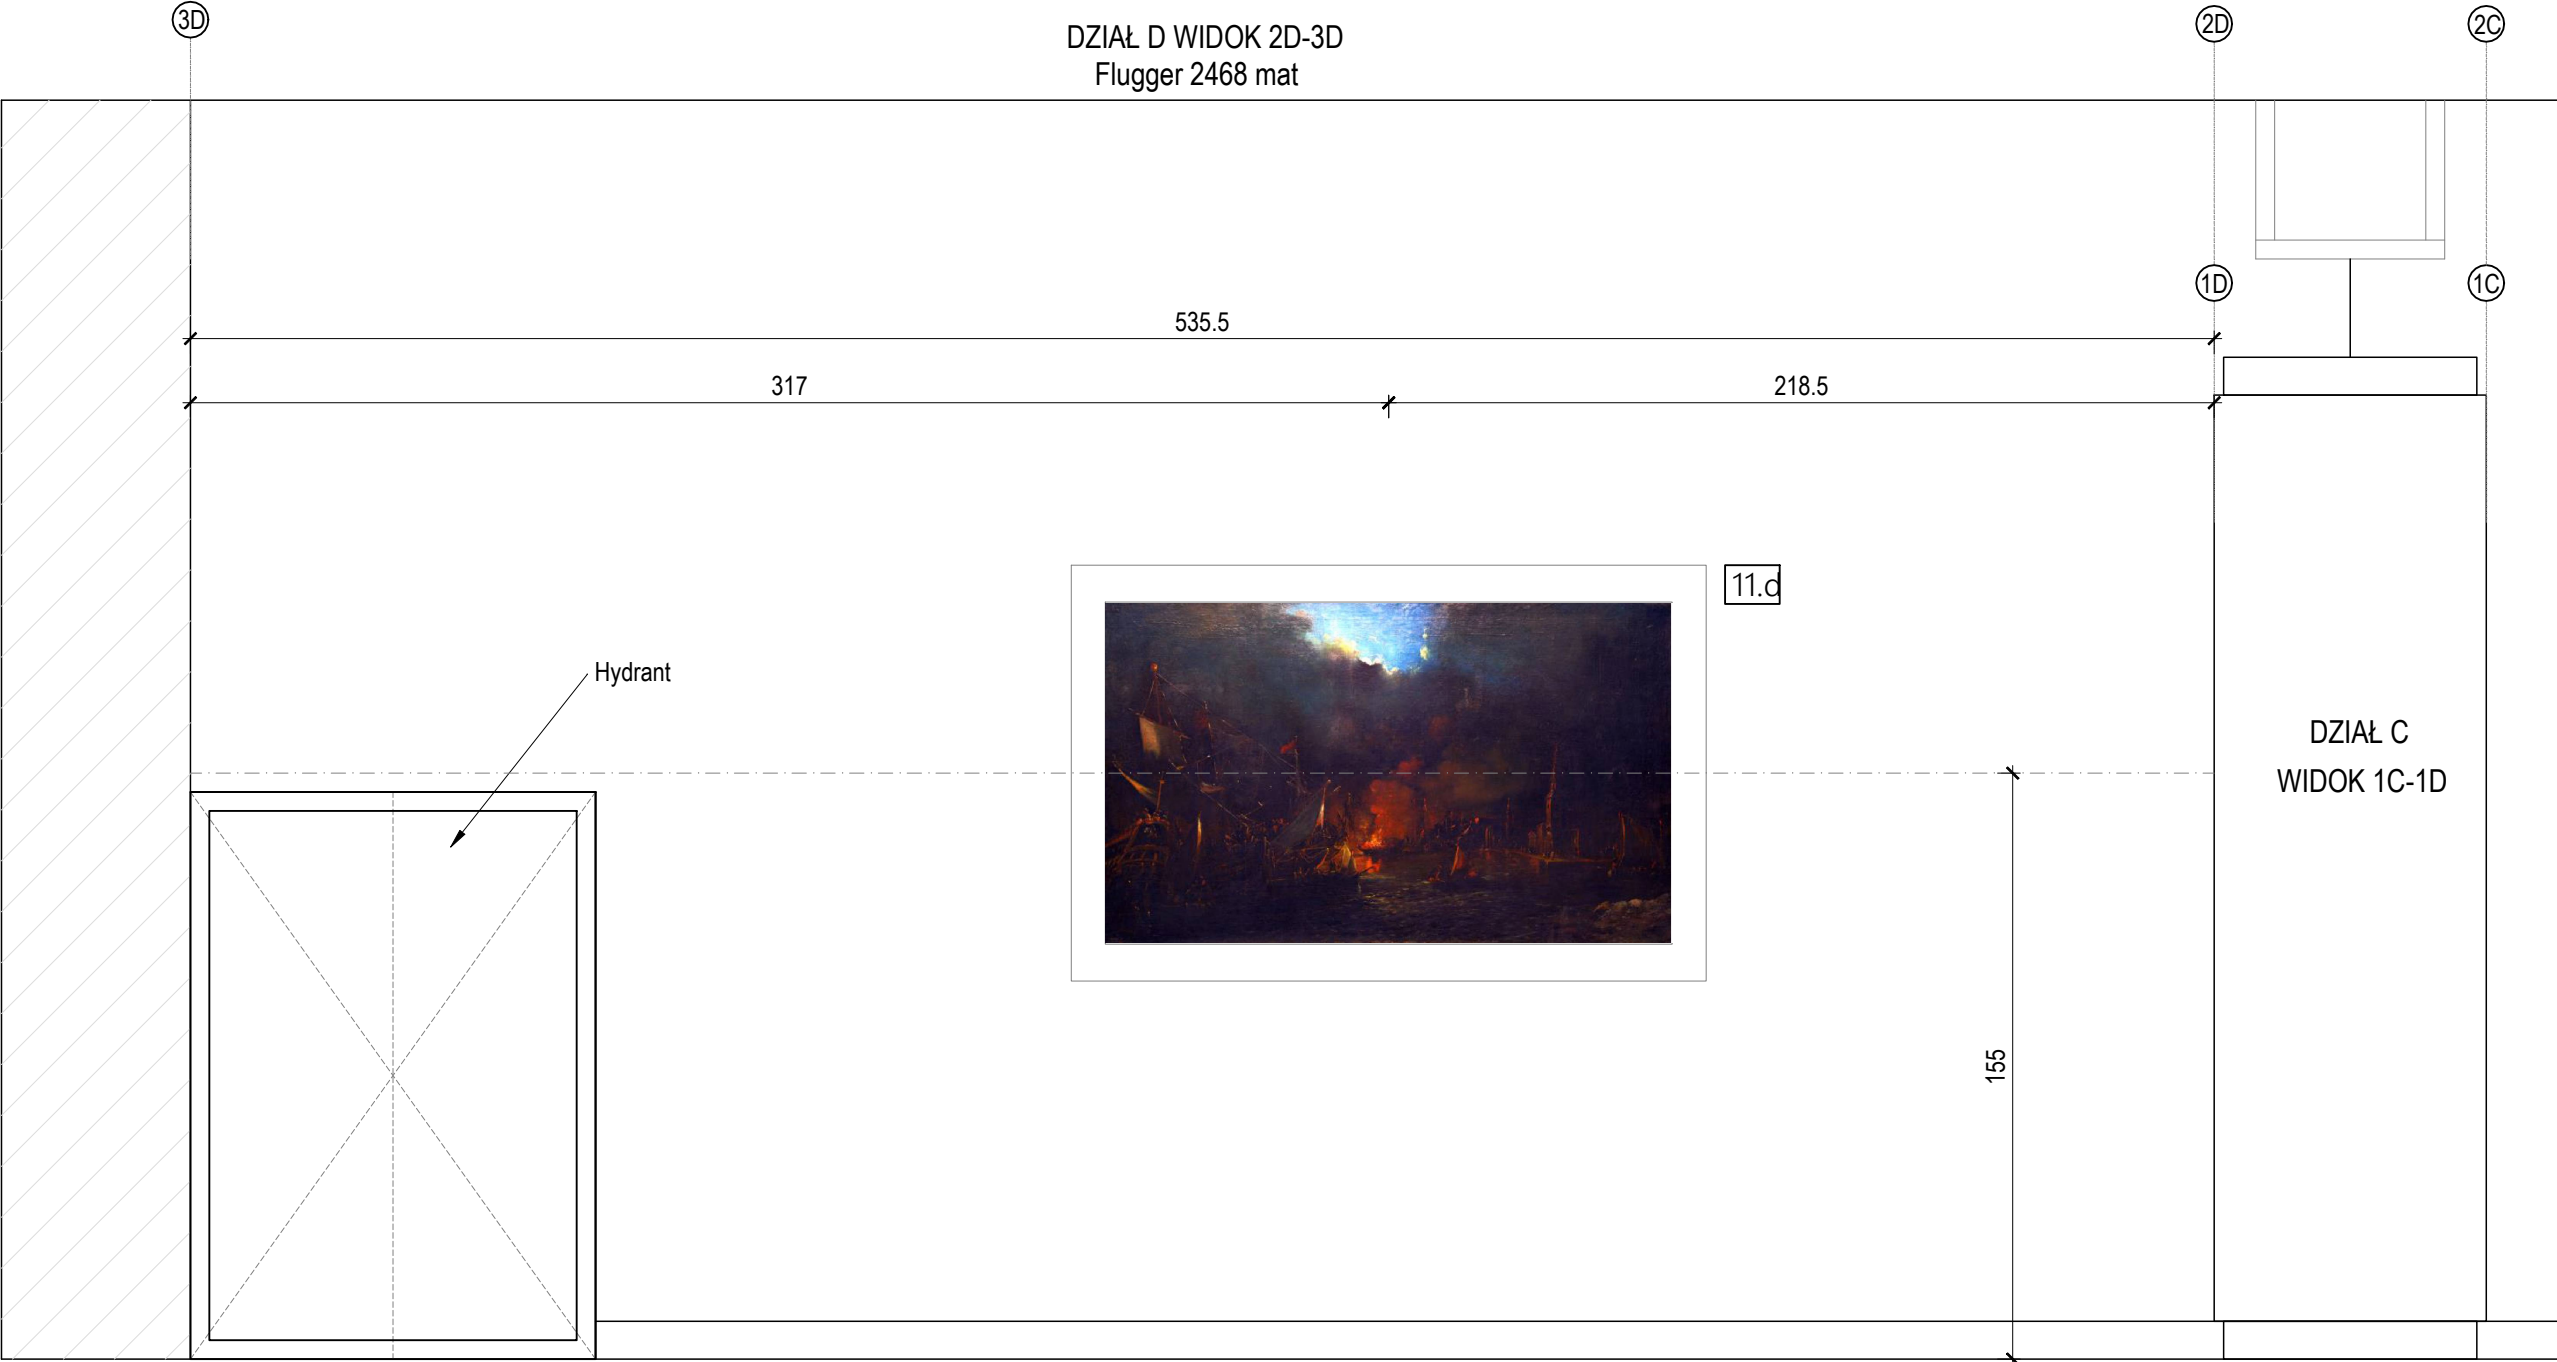 3D
2D
2C
DZIAŁ D WIDOK 2D-3D
Flugger 2468 mat
1D
1C
535.5
317
218.5
11.d
Hydrant
DZIAŁ C
WIDOK 1C-1D
155